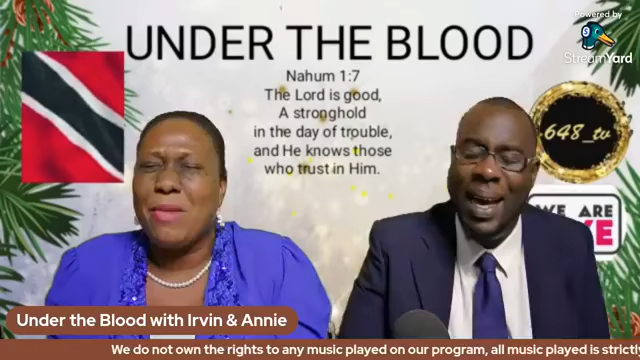 Powered by
StreamYard
UNDER THE BLOOD
Nahum 1:7
The Lord is good,
A stronghold
in the day of trouble,
and He knows those
who trust in Him.
648_tv
WE ARE
KE
Under the Blood with Irvin & Annie
We do not own the rights to any music played on our program, all music played is strictl